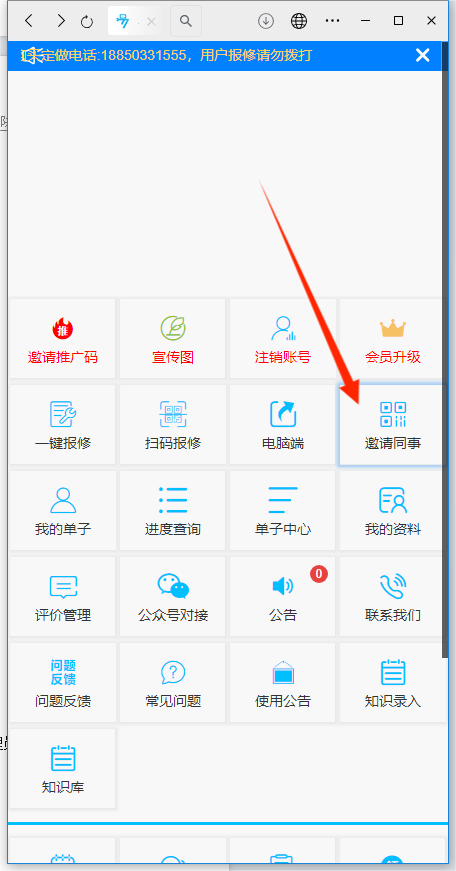 定做电话:18850331555，用户报修请勿拨打
推
邀请推广码
宣传图
注销账号
会员升级
一键报修
扫码报修
电脑端
邀请同事
我的单子
进度查询
单子中心
我的资料
0
评价管理
公众号对接
公告
联系我们
问题
反馈
问题反馈
常见问题
使用公告
知识录入
知识库